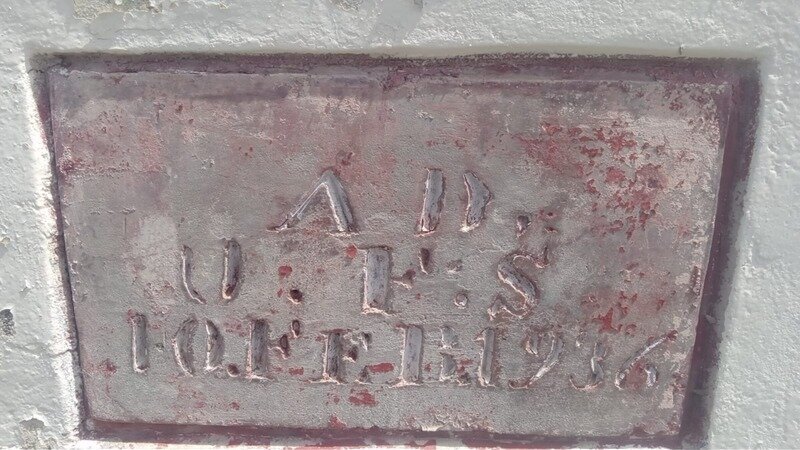 A D
U : F : S
10. FEB 1936